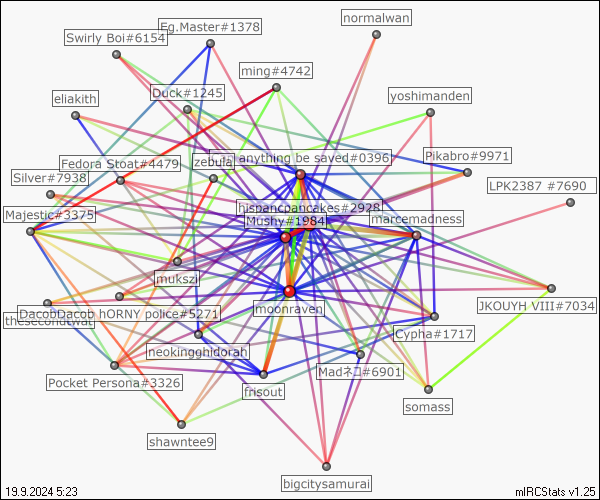 normalwan
Eg.Master#1378
Swirly Boi#6154
ming#4742
Duck#1245
eliakith
yoshimanden
anything be saved#0396
Pikabro#9971
zebula
Fedora Stoat#4479
Silver#7938
LPK2387 #7690
hispancpancakes#2928
Majestic#3375
Mushy#1984
marcemadness
mukszi
JKOUYH VIII#7034
moonraven
DacobDacob hORNY police#5271
thesecondtwat
Cypha#1717
neokingghidorah
Madネコ#6901
Pocket Persona#3326
frisout
somass
shawntee9
bigcitysamurai
19.9.2024 5:23
mIRCStats v1.25